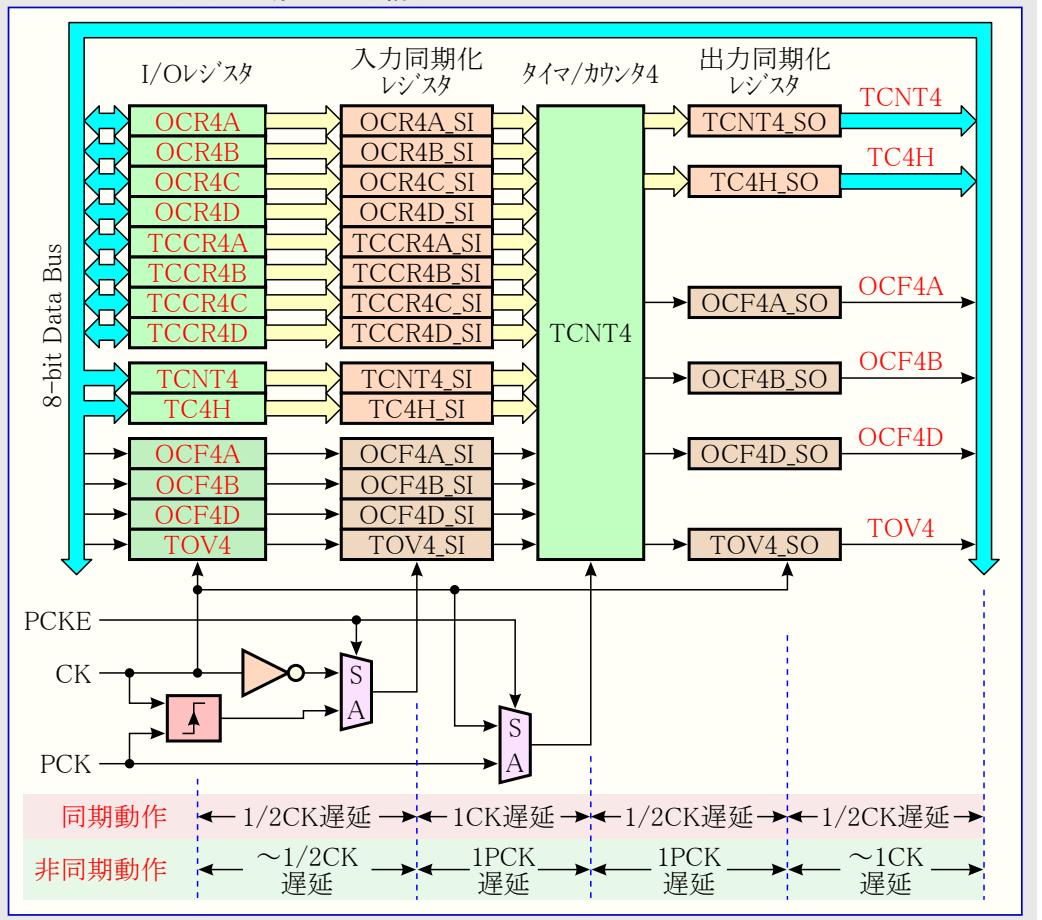 I/Oレジスタ
入力同期化
レジスタ
タイマ/カウンタ4
出力同期化
レジスタ
8-bit Data Bus
OCR4A
OCR4B
OCR4C
OCR4D
TCCR4A
TCCR4B
TCCR4C
TCCR4D
TCNT4
TC4H
OCF4A
OCF4B
OCF4D
TOV4
OCR4A_SI
OCR4B_SI
OCR4C_SI
OCR4D_SI
TCCR4A_SI
TCCR4B_SI
TCCR4C_SI
TCCR4D_SI
TCNT4_SI
TC4H_SI
OCF4A_SI
OCF4B_SI
OCF4D_SI
TOV4_SI
TCNT4
TCNT4_SO
TC4H_SO
OCF4A_SO
OCF4B_SO
OCF4D_SO
TOV4_SO
TCNT4
TC4H
OCF4A
OCF4B
OCF4D
TOV4
PCKE
CK
PCK
S
A
S
A
同期動作
1/2CK遅延
1CK遅延
1/2CK遅延
1/2CK遅延
非同期動作
～1/2CK
遅延
1PCK
遅延
1PCK
遅延
～1CK
遅延